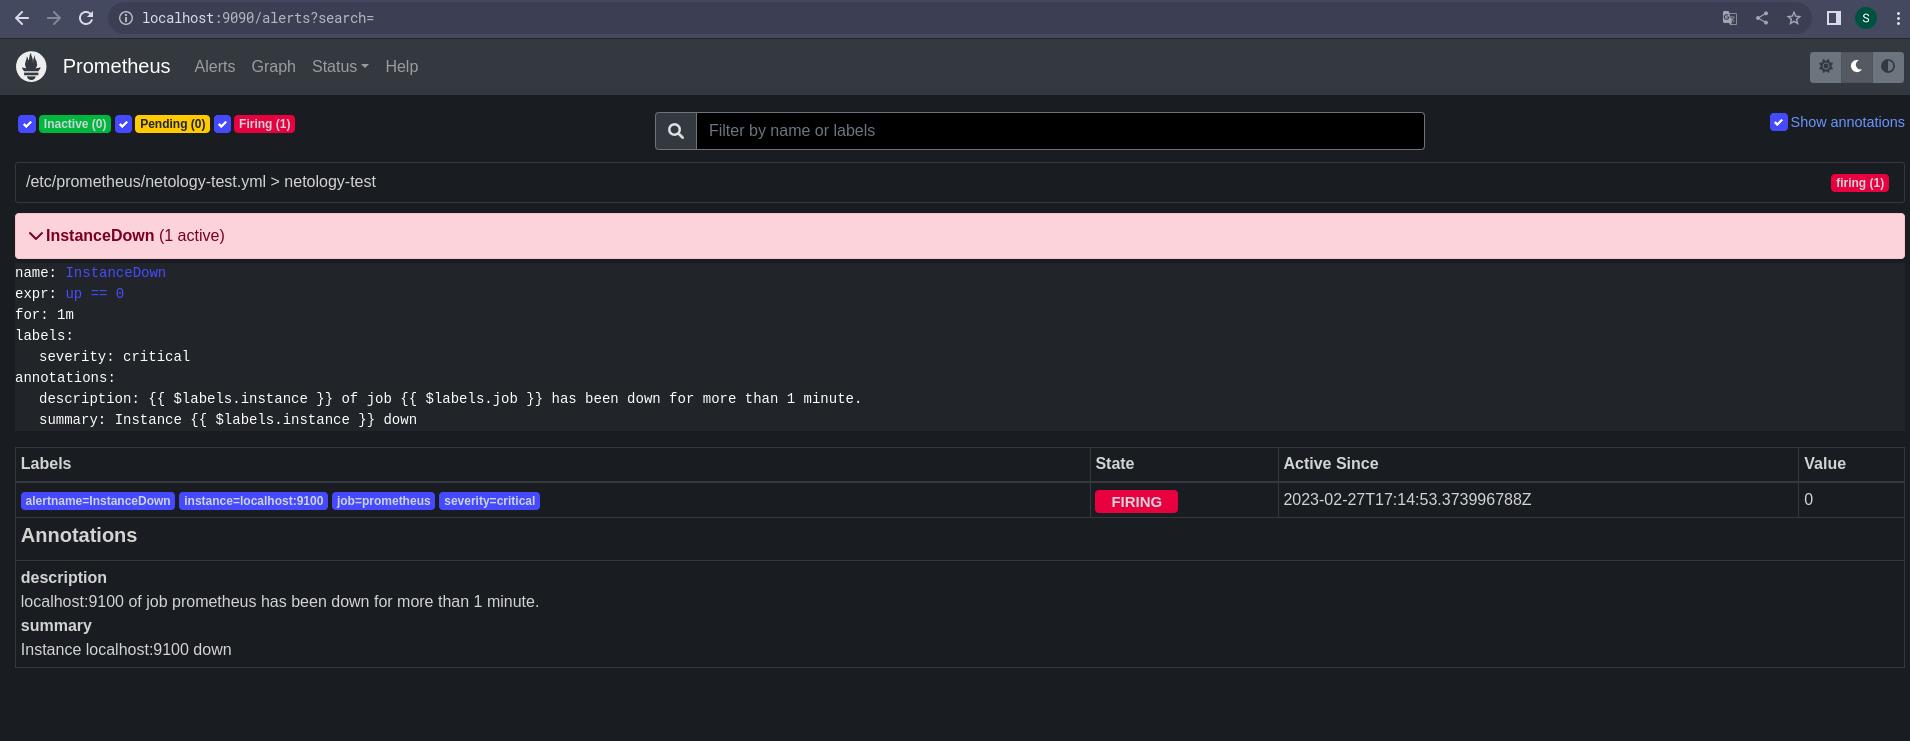 localhost:9090/alerts?search=
S
Prometheus Alerts Graph Status Help
Inactive (0) Pending (0) Firing (1) Filter by name or labels Show annotations
/etc/prometheus/netology-test.yml > netology-test firing (1)
InstanceDown (1 active)
name: InstanceDown
expr: up == 0
for: 1m
labels:
severity: critical
annotations:
description: {{ $labels.instance }} of job {{ $labels.job }} has been down for more than 1 minute.
summary: Instance {{ $labels.instance }} down
Labels State Active Since Value
alertname=InstanceDown instance=localhost:9100 job=prometheus severity=critical FIRING 2023-02-27T17:14:53.373996788Z 0
Annotations
description
localhost:9100 of job prometheus has been down for more than 1 minute.
summary
Instance localhost:9100 down